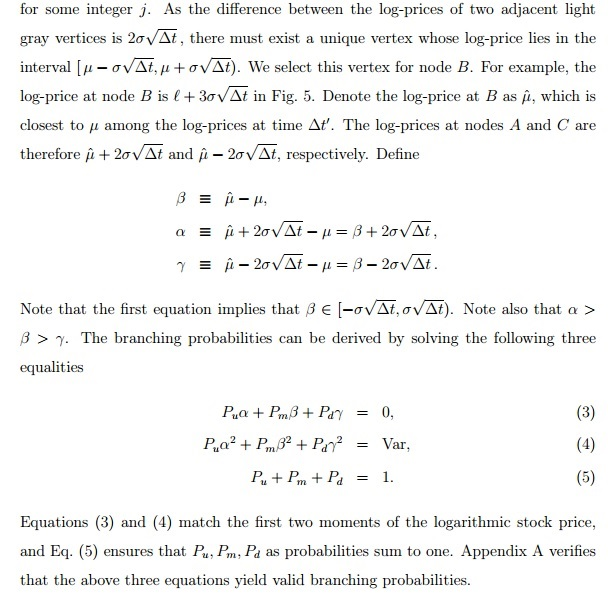 for some integer j. As the difference between the log-prices of two adjacent light
gray vertices is 2σ√Δt, there must exist a unique vertex whose log-price lies in the
interval [μ − σ√Δt, μ + σ√Δt). We select this vertex for node B. For example, the
log-price at node B is ℓ + 3σ√Δt in Fig. 5. Denote the log-price at B as μ̂, which is
closest to μ among the log-prices at time Δt′. The log-prices at nodes A and C are
therefore μ̂ + 2σ√Δt and μ̂ − 2σ√Δt, respectively. Define
β ≡ μ̂ − μ,
α ≡ μ̂ + 2σ√Δt − μ = β + 2σ√Δt,
γ ≡ μ̂ − 2σ√Δt − μ = β − 2σ√Δt.
Note that the first equation implies that β ∈ [−σ√Δt, σ√Δt). Note also that α >
β > γ. The branching probabilities can be derived by solving the following three
equalities
Pᵤα + Pₘβ + P_dγ = 0, (3)
Pᵤα² + Pₘβ² + P_dγ² = Var, (4)
Pᵤ + Pₘ + P_d = 1. (5)
Equations (3) and (4) match the first two moments of the logarithmic stock price,
and Eq. (5) ensures that Pᵤ, Pₘ, P_d as probabilities sum to one. Appendix A verifies
that the above three equations yield valid branching probabilities.